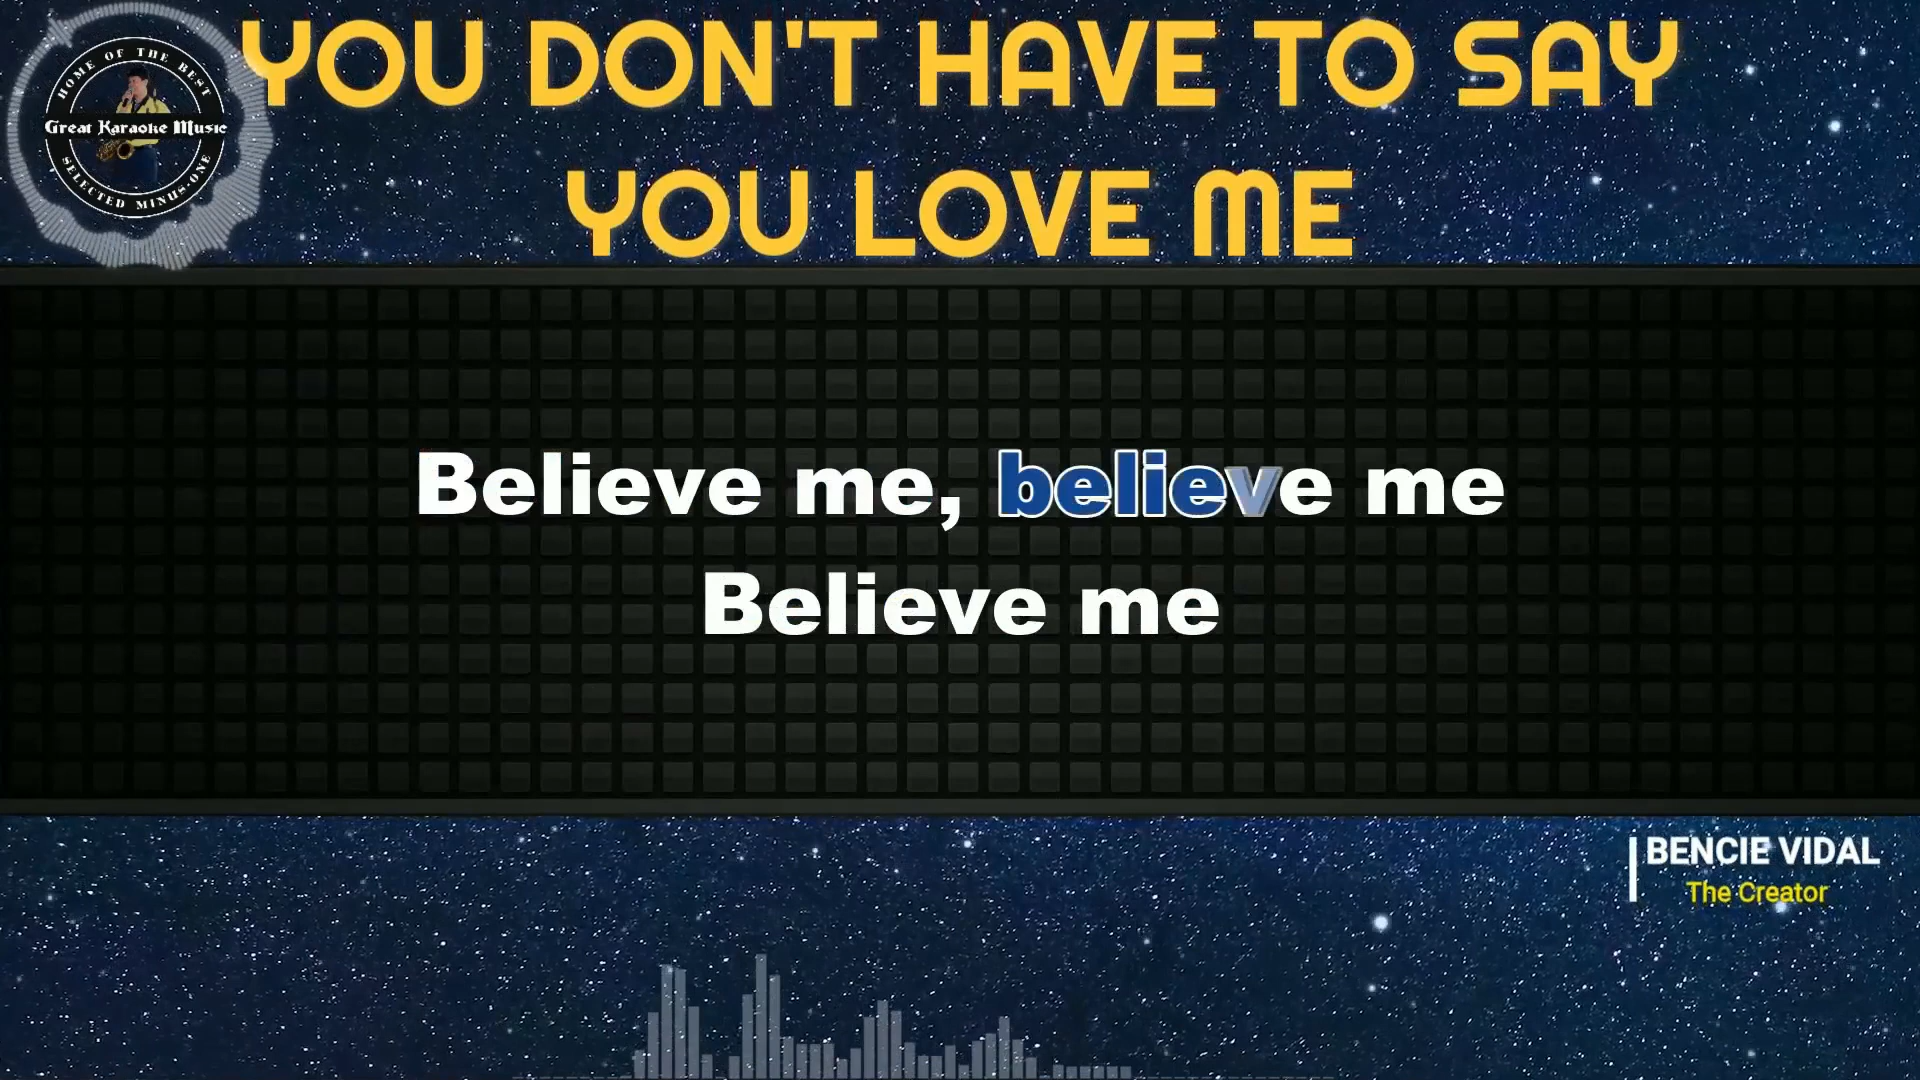 YOU DON'T HAVE TO SAY
YOU LOVE ME
HOME OF THE BEST
Great Karaoke Music
SELECTED MINUS-ONE
Believe me, believe me
Believe me
BENCIE VIDAL
The Creator